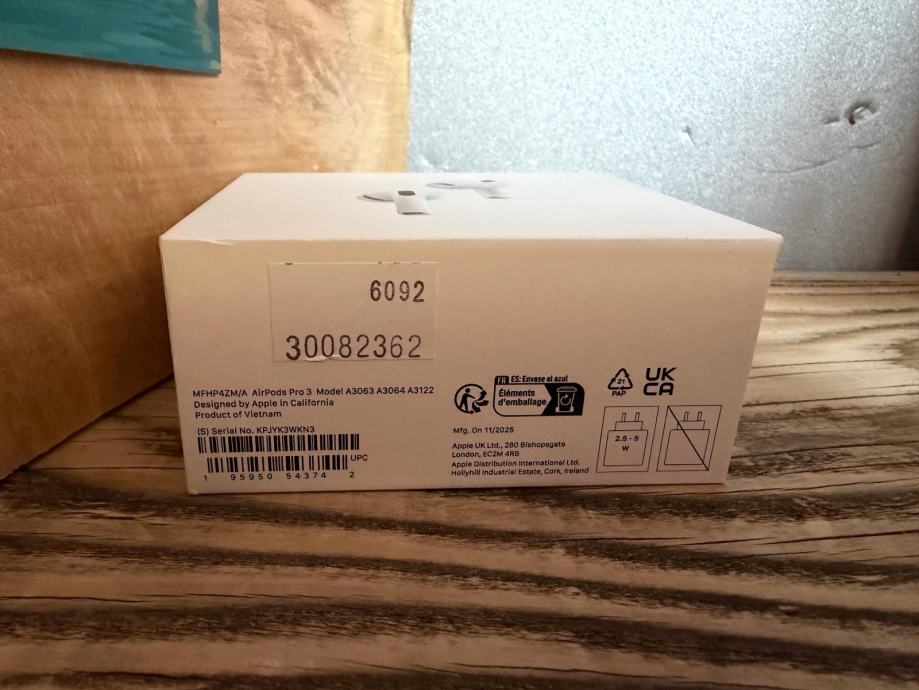 6092
30082362
MFHP4ZM/A AirPods Pro 3 Model A3063 A3064 A3122
Designed by Apple in California
Product of Vietnam
(S) Serial No. KPJYK3WKN3
UPC
1 95950 54374 2
FR ES: Envase al azul
Éléments
d'emballage
Mfg. On 11/2025
Apple UK Ltd., 280 Bishopsgate
London, EC2M 4RB
Apple Distribution International Ltd.
Hollyhill Industrial Estate, Cork, Ireland
21
PAP
UK
CA
2.5 - 5
W